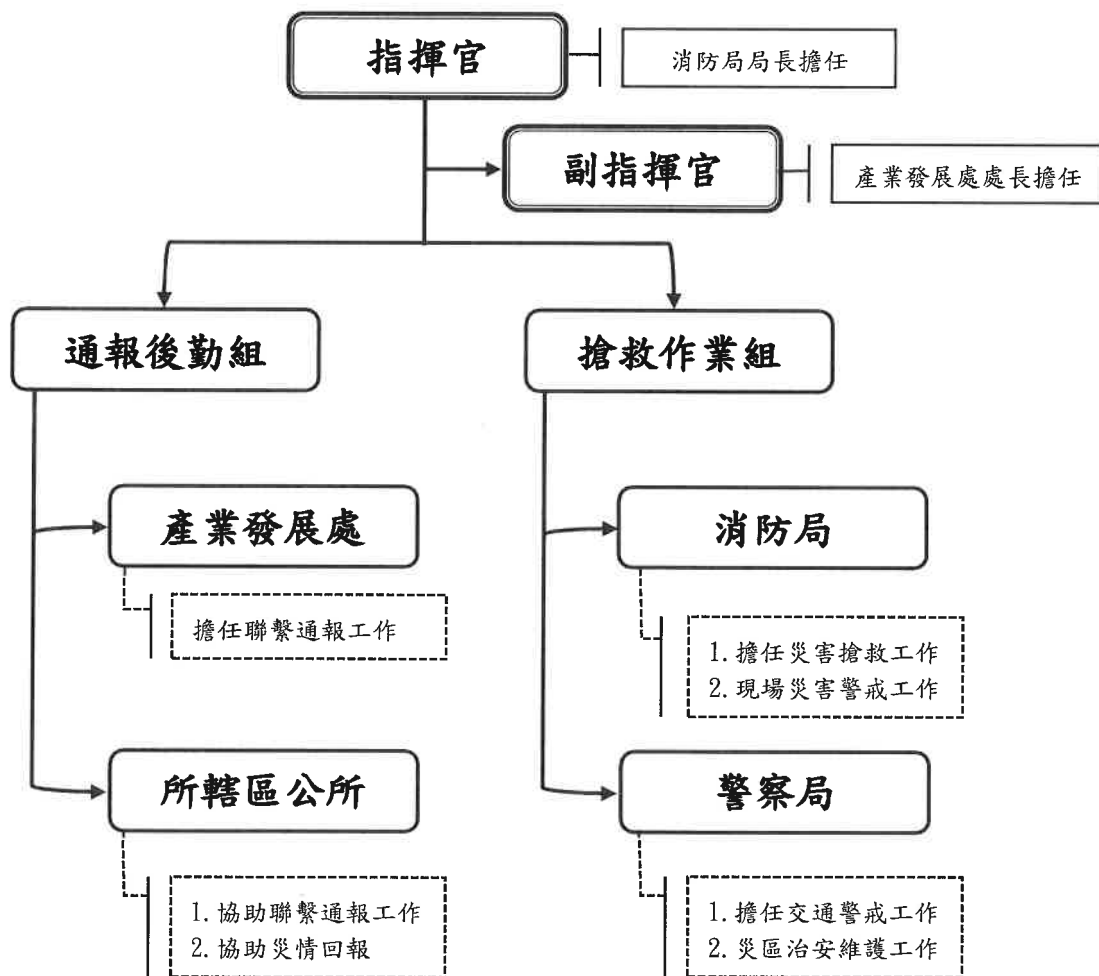 指揮官
消防局局長擔任
副指揮官
產業發展處處長擔任
通報後勤組
搶救作業組
產業發展處
擔任聯繫通報工作
消防局
1. 擔任災害搶救工作
2. 現場災害警戒工作
所轄區公所
1. 協助聯繫通報工作
2. 協助災情回報
警察局
1. 擔任交通警戒工作
2. 災區治安維護工作